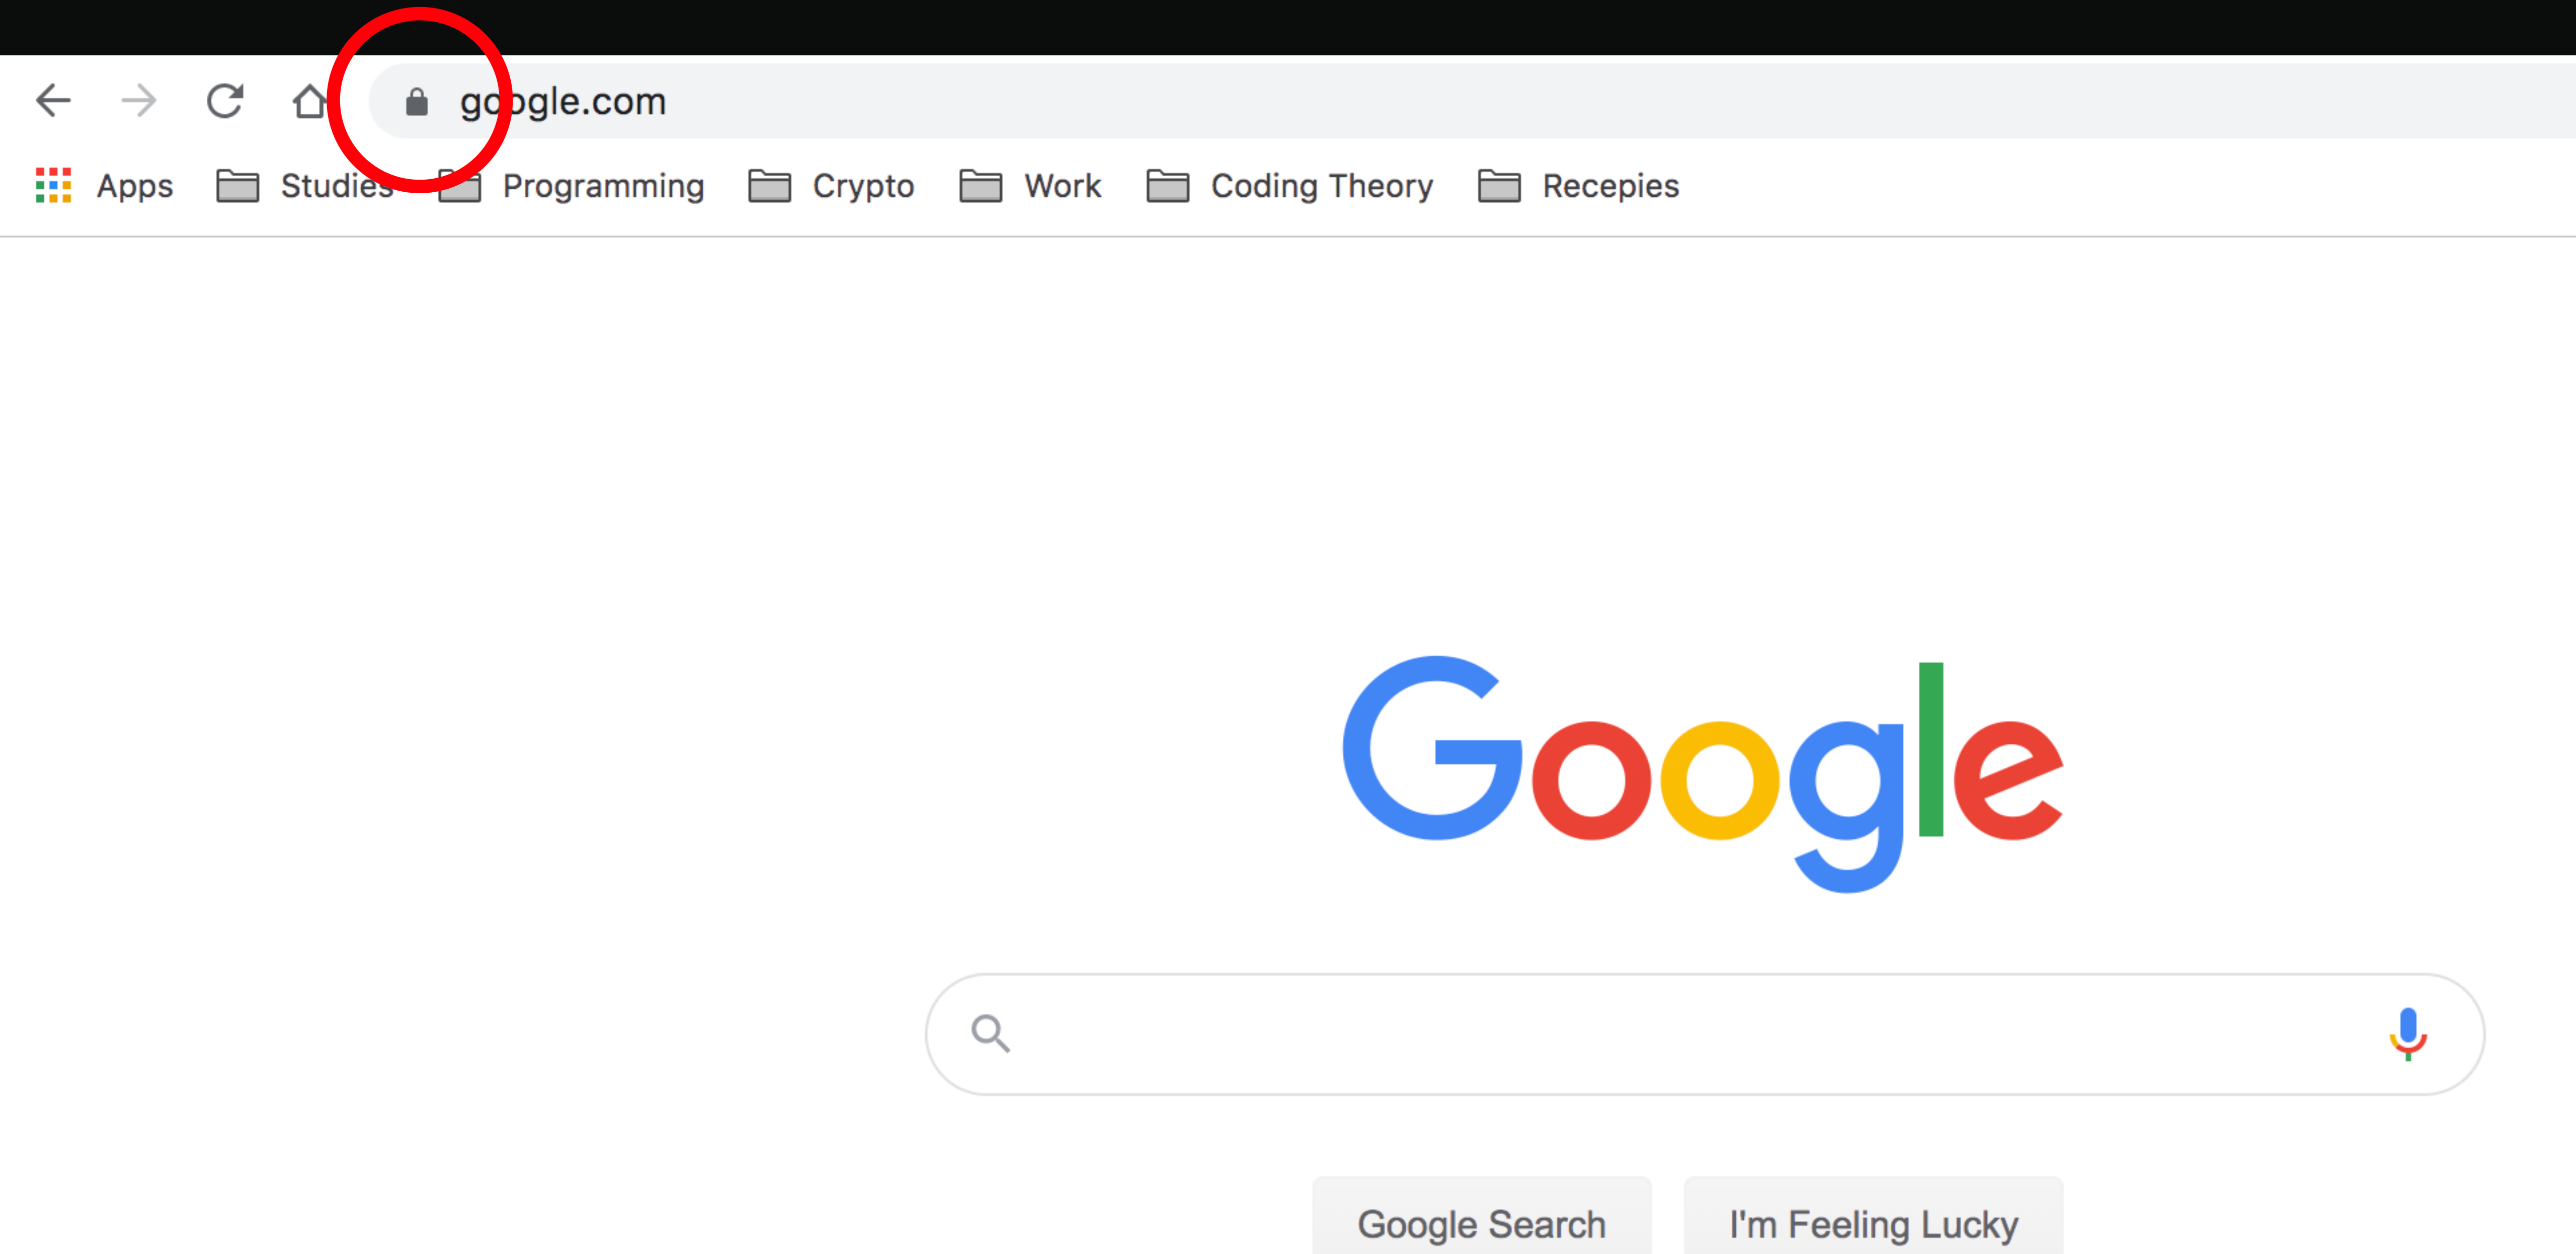 google.com
Apps Studies Programming Crypto Work Coding Theory Recepies
Google
Google Search I'm Feeling Lucky